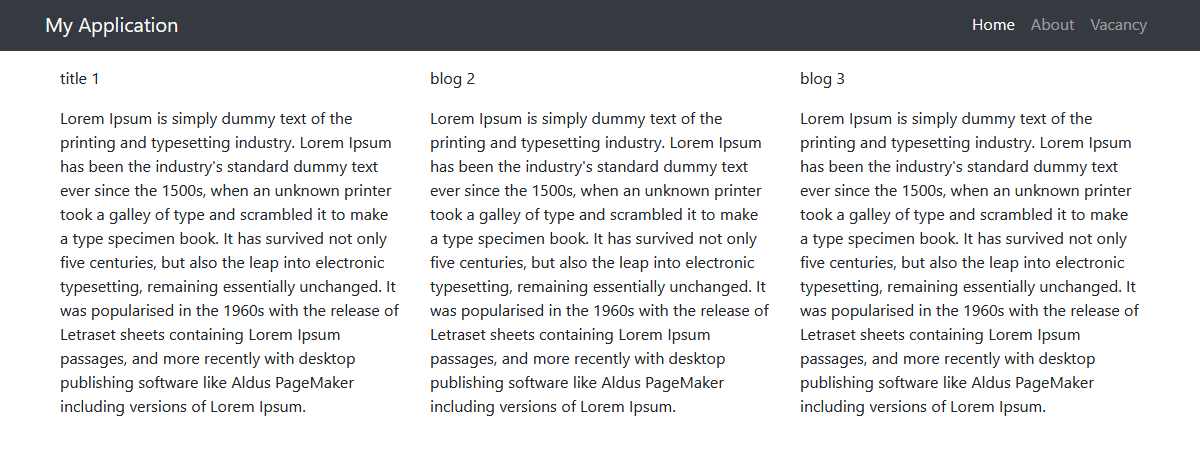 My Application
Home About Vacancy
title 1
Lorem Ipsum is simply dummy text of the
printing and typesetting industry. Lorem Ipsum
has been the industry's standard dummy text
ever since the 1500s, when an unknown printer
took a galley of type and scrambled it to make
a type specimen book. It has survived not only
five centuries, but also the leap into electronic
typesetting, remaining essentially unchanged. It
was popularised in the 1960s with the release of
Letraset sheets containing Lorem Ipsum
passages, and more recently with desktop
publishing software like Aldus PageMaker
including versions of Lorem Ipsum.
blog 2
Lorem Ipsum is simply dummy text of the
printing and typesetting industry. Lorem Ipsum
has been the industry's standard dummy text
ever since the 1500s, when an unknown printer
took a galley of type and scrambled it to make
a type specimen book. It has survived not only
five centuries, but also the leap into electronic
typesetting, remaining essentially unchanged. It
was popularised in the 1960s with the release of
Letraset sheets containing Lorem Ipsum
passages, and more recently with desktop
publishing software like Aldus PageMaker
including versions of Lorem Ipsum.
blog 3
Lorem Ipsum is simply dummy text of the
printing and typesetting industry. Lorem Ipsum
has been the industry's standard dummy text
ever since the 1500s, when an unknown printer
took a galley of type and scrambled it to make
a type specimen book. It has survived not only
five centuries, but also the leap into electronic
typesetting, remaining essentially unchanged. It
was popularised in the 1960s with the release of
Letraset sheets containing Lorem Ipsum
passages, and more recently with desktop
publishing software like Aldus PageMaker
including versions of Lorem Ipsum.